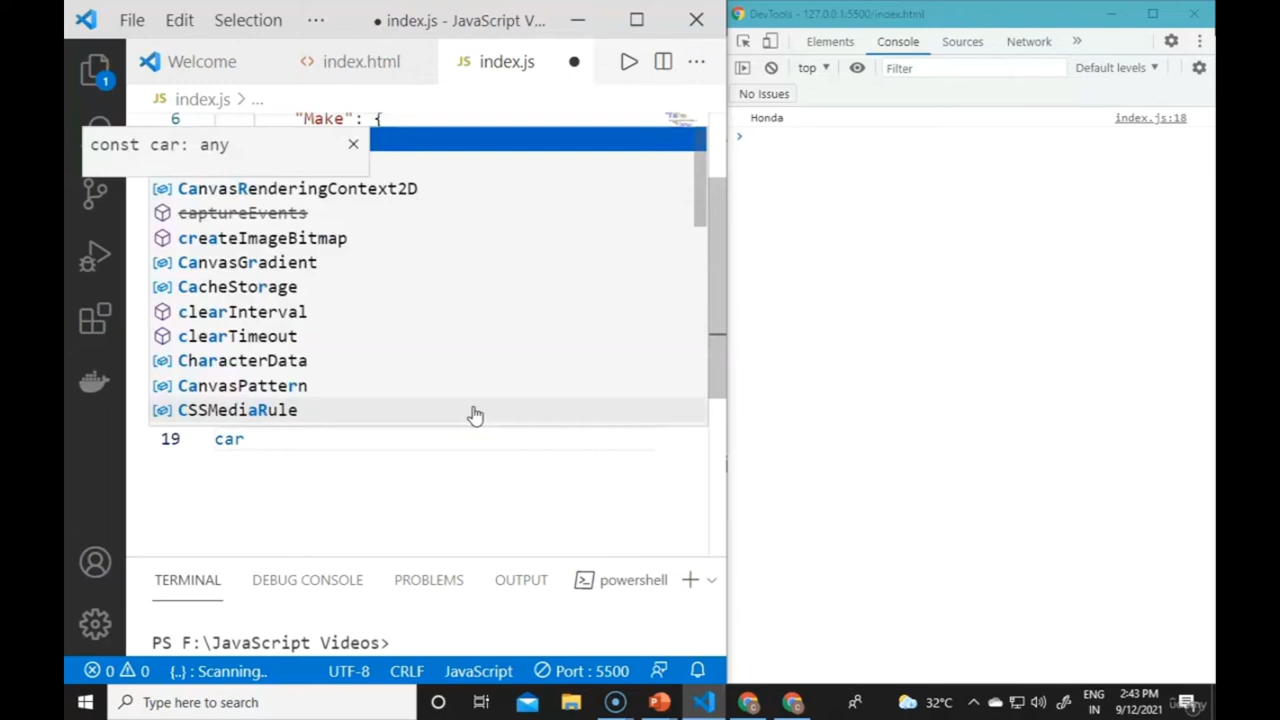 File Edit Selection ··· ● index.js - JavaScript V...
Welcome index.html JS index.js
JS index.js > ...
6 "Make": {
const car: any
CanvasRenderingContext2D
captureEvents
createImageBitmap
CanvasGradient
CacheStorage
clearInterval
clearTimeout
CharacterData
CanvasPattern
CSSMediaRule
19 car
TERMINAL DEBUG CONSOLE PROBLEMS OUTPUT powershell
PS F:\JavaScript Videos>
0 0 {..} : Scanning.. UTF-8 CRLF JavaScript Port : 5500
1
DevTools - 127.0.0.1:5500/index.html
Elements Console Sources Network »
top Filter Default levels
No Issues
Honda index.js:18
Type here to search
32°C ENG IN 2:43 PM 9/12/2021
Udemy